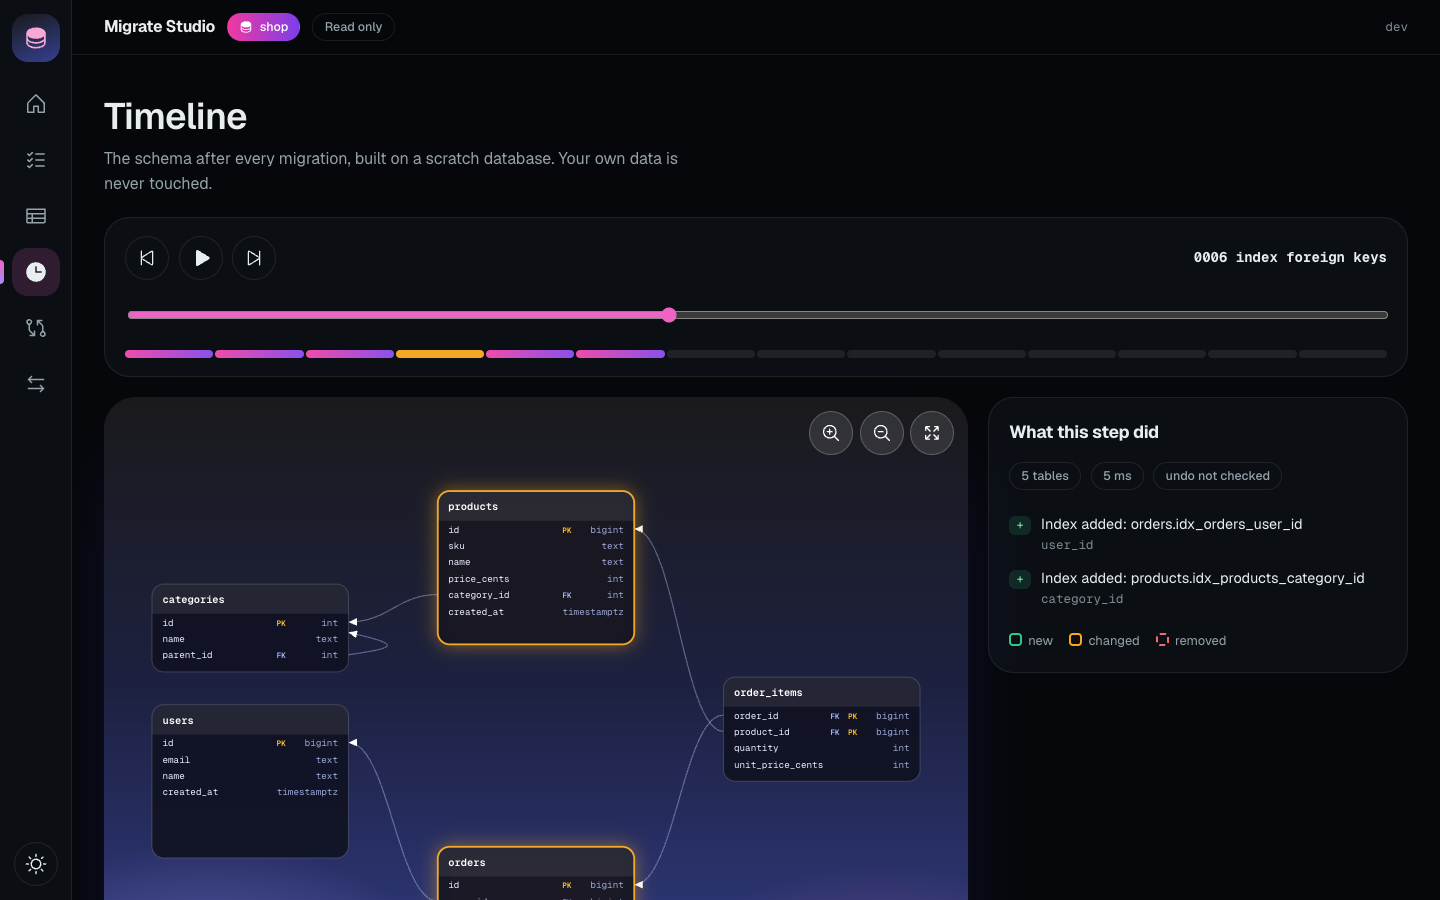 Migrate Studio
shop
Read only
dev
Timeline
The schema after every migration, built on a scratch database. Your own data is
never touched.
0006 index foreign keys
What this step did
5 tables
5 ms
undo not checked
+ Index added: orders.idx_orders_user_id
user_id
+ Index added: products.idx_products_category_id
category_id
new
changed
removed
products
id PK bigint
sku text
name text
price_cents int
category_id FK int
created_at timestamptz
categories
id PK int
name text
parent_id FK int
order_items
order_id FK PK bigint
product_id FK PK bigint
quantity int
unit_price_cents int
users
id PK bigint
email text
name text
created_at timestamptz
orders
id PK bigint